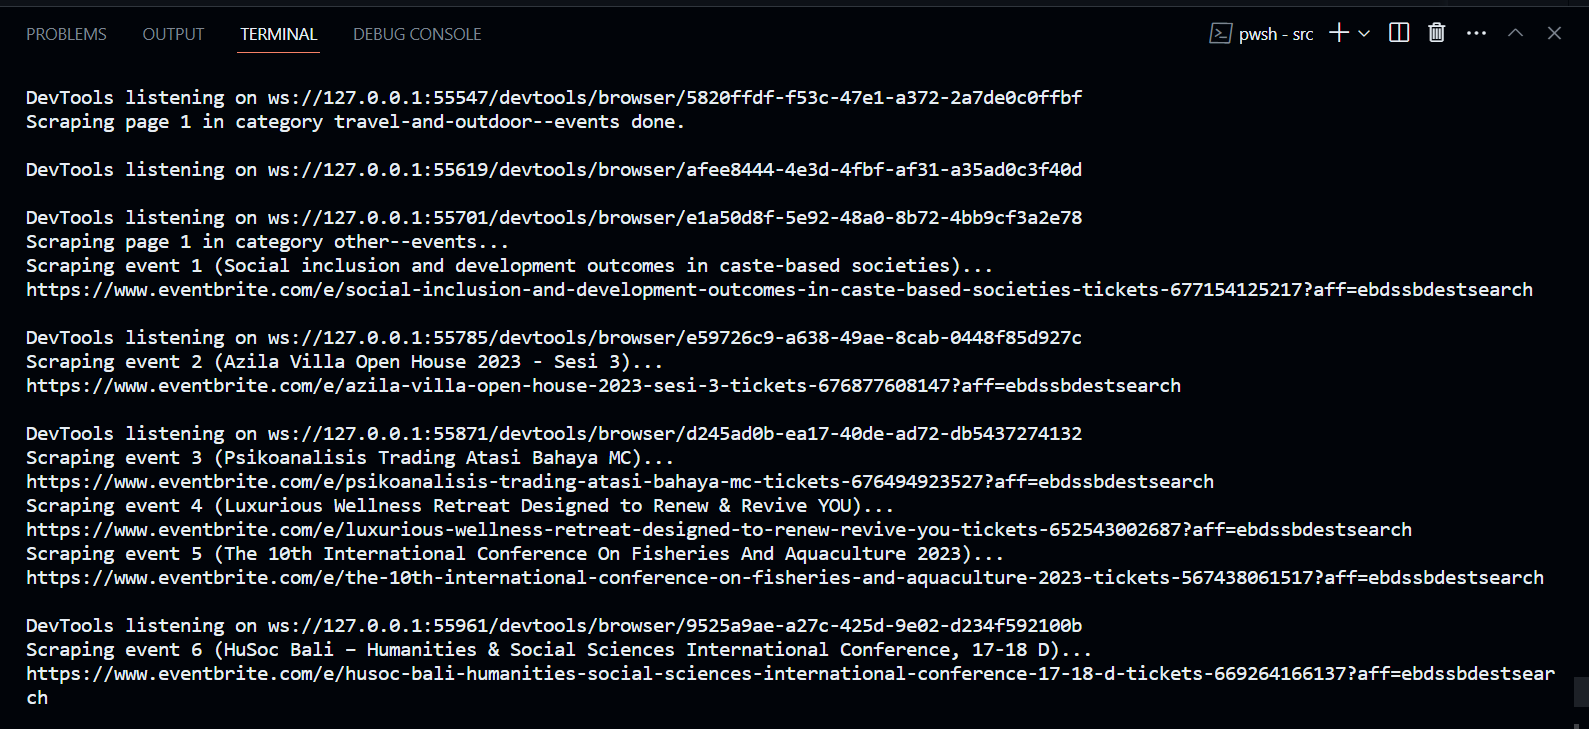 PROBLEMS OUTPUT TERMINAL DEBUG CONSOLE pwsh - src
DevTools listening on ws://127.0.0.1:55547/devtools/browser/5820ffdf-f53c-47e1-a372-2a7de0c0ffbf
Scraping page 1 in category travel-and-outdoor--events done.
DevTools listening on ws://127.0.0.1:55619/devtools/browser/afee8444-4e3d-4fbf-af31-a35ad0c3f40d
DevTools listening on ws://127.0.0.1:55701/devtools/browser/e1a50d8f-5e92-48a0-8b72-4bb9cf3a2e78
Scraping page 1 in category other--events...
Scraping event 1 (Social inclusion and development outcomes in caste-based societies)...
https://www.eventbrite.com/e/social-inclusion-and-development-outcomes-in-caste-based-societies-tickets-677154125217?aff=ebdssbdestsearch
DevTools listening on ws://127.0.0.1:55785/devtools/browser/e59726c9-a638-49ae-8cab-0448f85d927c
Scraping event 2 (Azila Villa Open House 2023 - Sesi 3)...
https://www.eventbrite.com/e/azila-villa-open-house-2023-sesi-3-tickets-676877608147?aff=ebdssbdestsearch
DevTools listening on ws://127.0.0.1:55871/devtools/browser/d245ad0b-ea17-40de-ad72-db5437274132
Scraping event 3 (Psikoanalisis Trading Atasi Bahaya MC)...
https://www.eventbrite.com/e/psikoanalisis-trading-atasi-bahaya-mc-tickets-676494923527?aff=ebdssbdestsearch
Scraping event 4 (Luxurious Wellness Retreat Designed to Renew & Revive YOU)...
https://www.eventbrite.com/e/luxurious-wellness-retreat-designed-to-renew-revive-you-tickets-652543002687?aff=ebdssbdestsearch
Scraping event 5 (The 10th International Conference On Fisheries And Aquaculture 2023)...
https://www.eventbrite.com/e/the-10th-international-conference-on-fisheries-and-aquaculture-2023-tickets-567438061517?aff=ebdssbdestsearch
DevTools listening on ws://127.0.0.1:55961/devtools/browser/9525a9ae-a27c-425d-9e02-d234f592100b
Scraping event 6 (HuSoc Bali – Humanities & Social Sciences International Conference, 17-18 D)...
https://www.eventbrite.com/e/husoc-bali-humanities-social-sciences-international-conference-17-18-d-tickets-669264166137?aff=ebdssbdestsear
ch